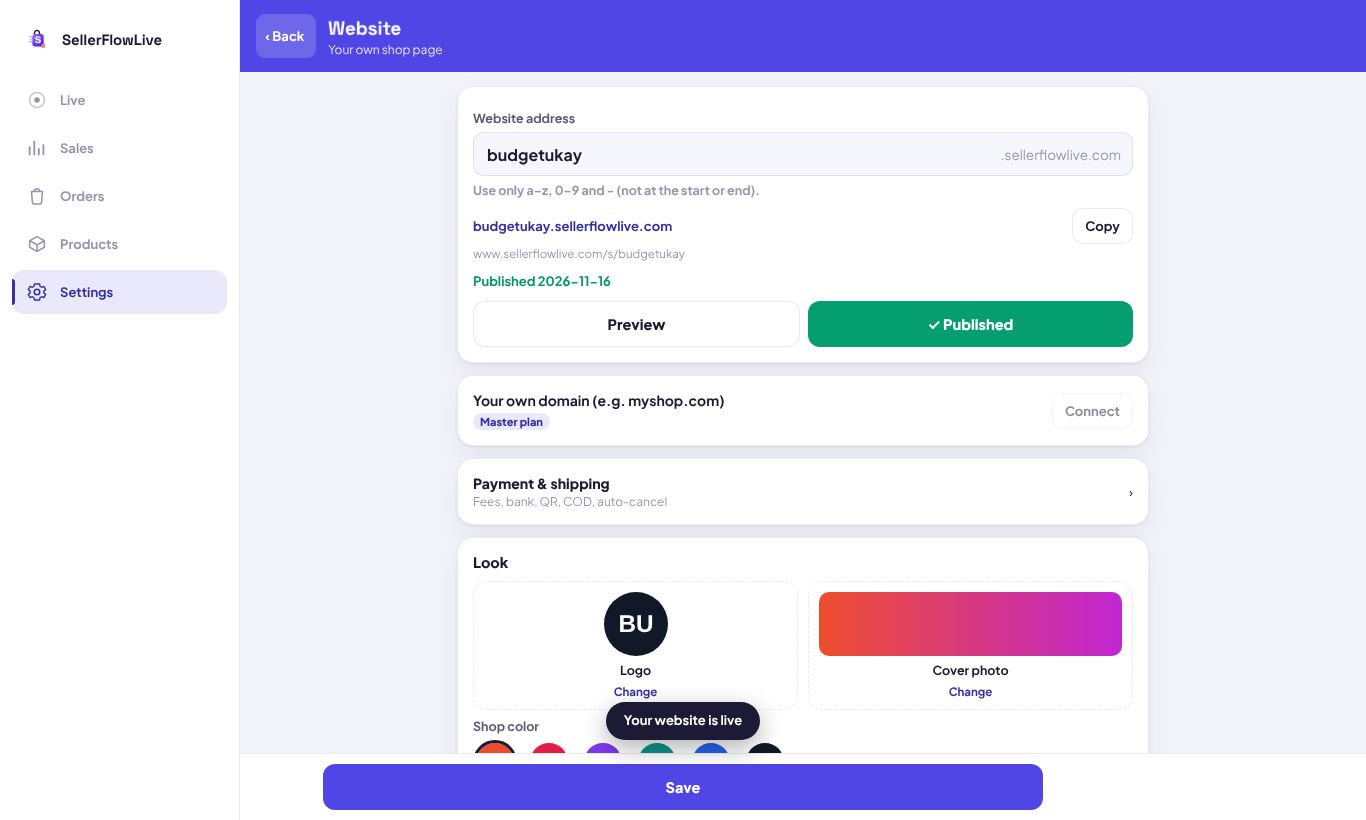 SellerFlowLive
Live
Sales
Orders
Products
Settings
‹ Back
Website
Your own shop page
Website address
budgetukay
.sellerflowlive.com
Use only a–z, 0–9 and - (not at the start or end).
budgetukay.sellerflowlive.com
Copy
www.sellerflowlive.com/s/budgetukay
Published 2026-11-16
Preview
✓ Published
Your own domain (e.g. myshop.com)
Master plan
Connect
Payment & shipping
Fees, bank, QR, COD, auto-cancel
›
Look
BU
Logo
Change
Cover photo
Change
Shop color
Your website is live
Save